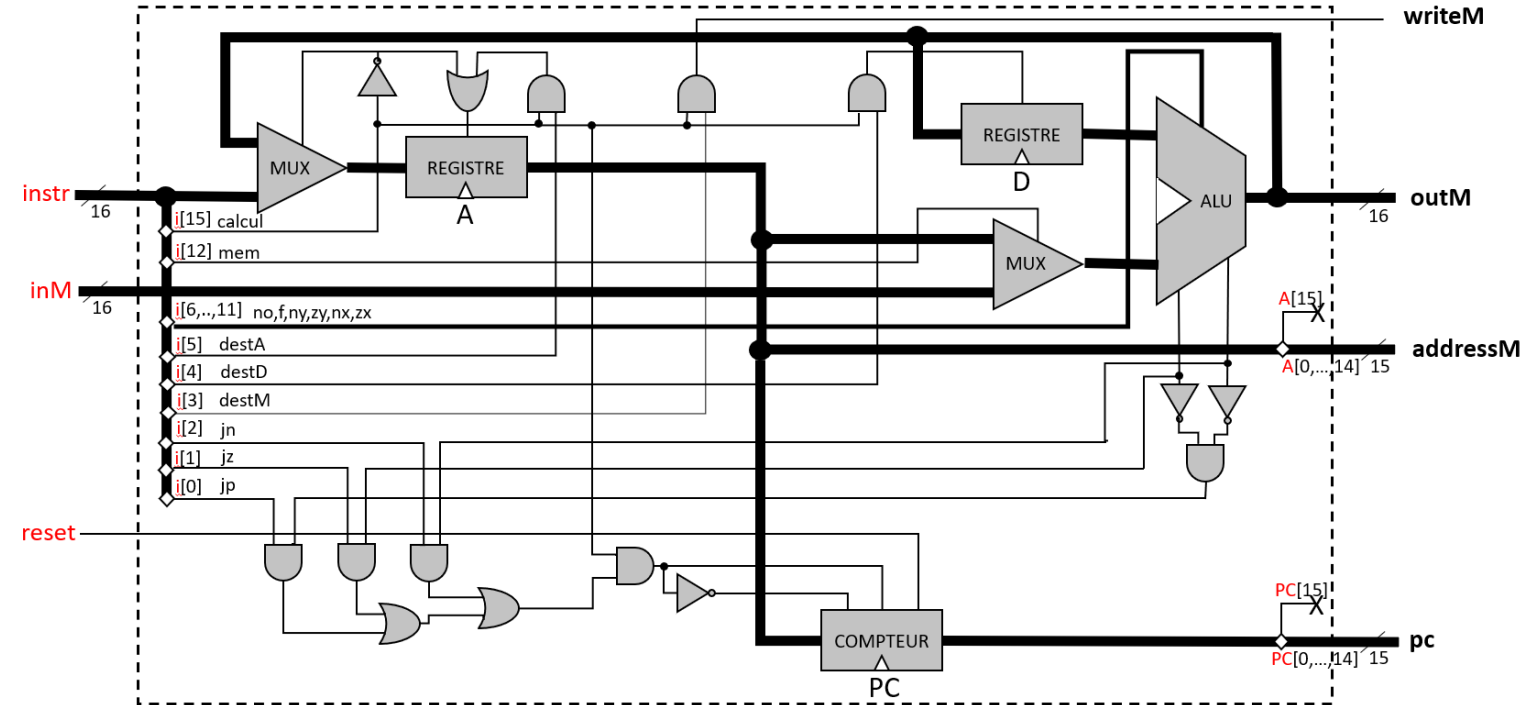 writeM
REGISTRE
D
MUX
REGISTRE
A
instr
16
ALU
outM
16
i[15] calcul
i[12] mem
MUX
inM
16
i[6,..,11] no,f,ny,zy,nx,zx
A[15]
X
i[5] destA
addressM
A[0,...,14]
15
i[4] destD
i[3] destM
i[2] jn
i[1] jz
i[0] jp
reset
PC[15]
X
COMPTEUR
PC
pc
PC[0,...,14]
15